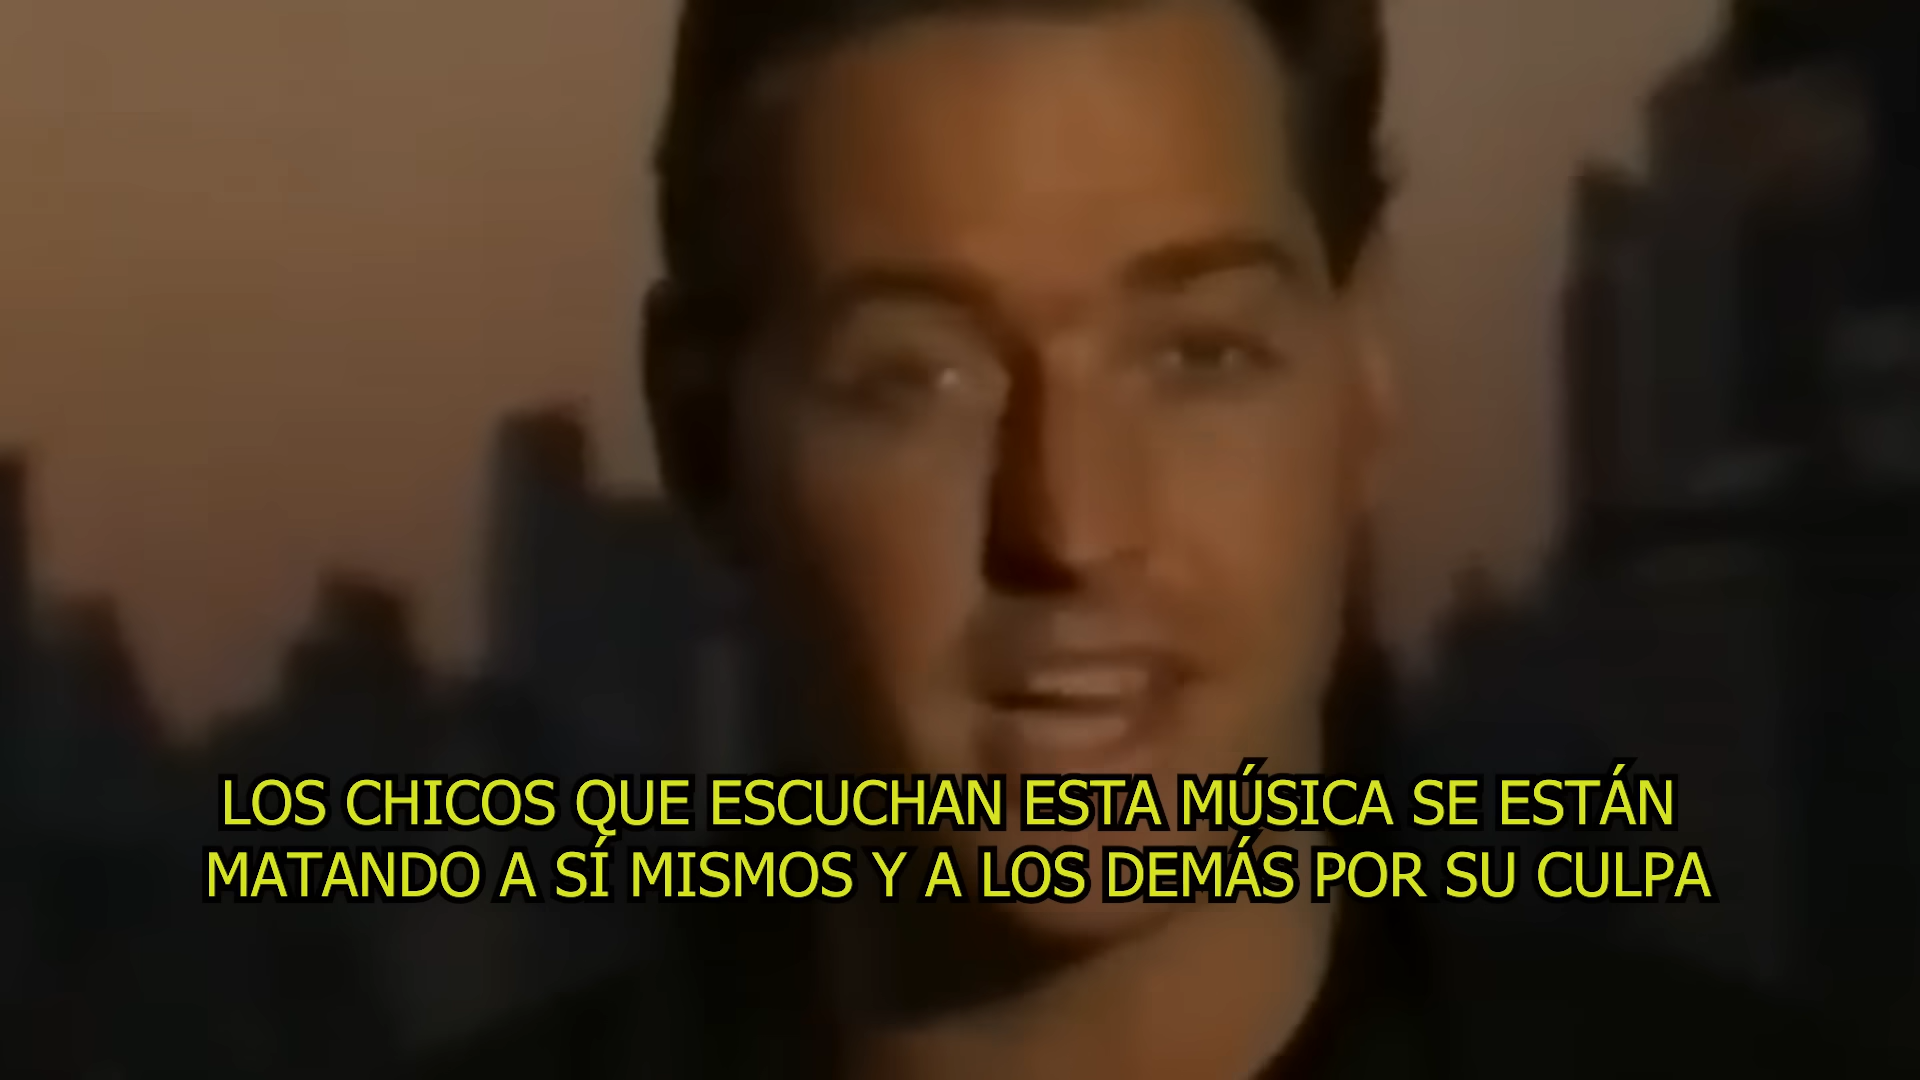 LOS CHICOS QUE ESCUCHAN ESTA MÚSICA SE ESTÁN
MATANDO A SÍ MISMOS Y A LOS DEMÁS POR SU CULPA